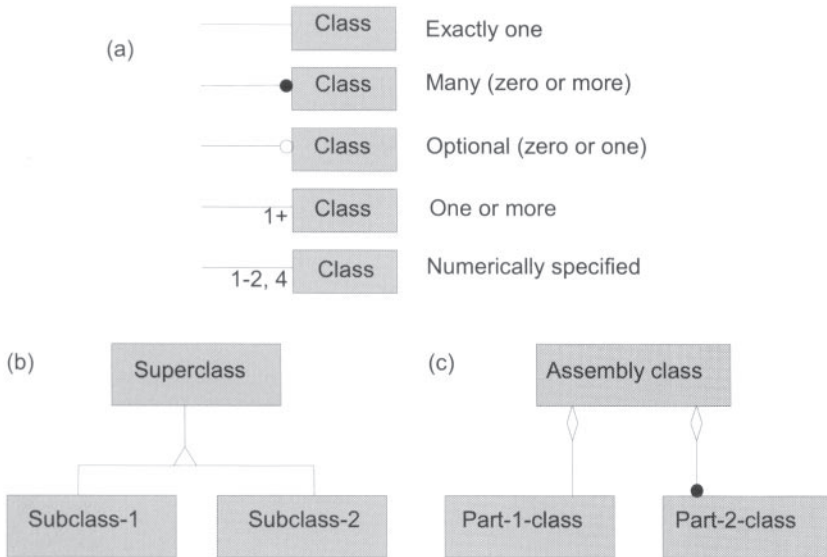 (a)
Class Exactly one
Class Many (zero or more)
Class Optional (zero or one)
1+ Class One or more
1-2, 4 Class Numerically specified
(b) Superclass
Subclass-1 Subclass-2
(c) Assembly class
Part-1-class Part-2-class